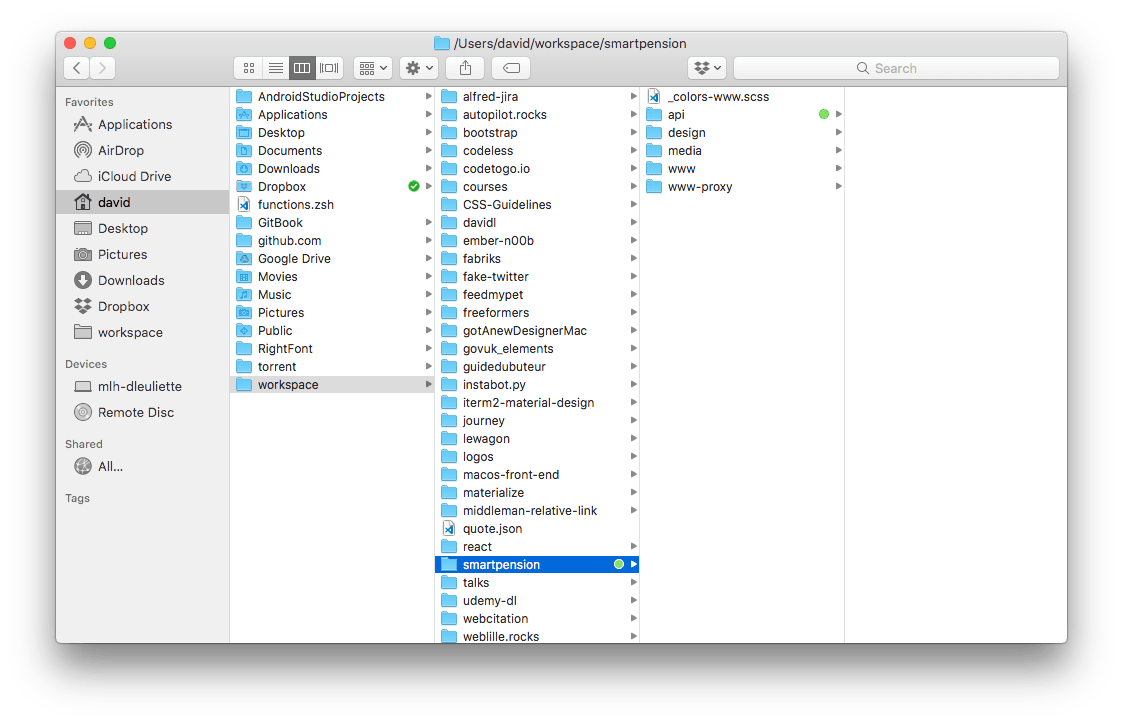 /Users/david/workspace/smartpension
Search
Favorites
Applications
AirDrop
iCloud Drive
david
Desktop
Pictures
Downloads
Dropbox
workspace
Devices
mlh-dleuliette
Remote Disc
Shared
All...
Tags
AndroidStudioProjects
Applications
Desktop
Documents
Downloads
Dropbox
functions.zsh
GitBook
github.com
Google Drive
Movies
Music
Pictures
Public
RightFont
torrent
workspace
alfred-jira
autopilot.rocks
bootstrap
codeless
codetogo.io
courses
CSS-Guidelines
davidl
ember-n00b
fabriks
fake-twitter
feedmypet
freeformers
gotAnewDesignerMac
govuk_elements
guidedubuteur
instabot.py
iterm2-material-design
journey
lewagon
logos
macos-front-end
materialize
middleman-relative-link
quote.json
react
smartpension
talks
udemy-dl
webcitation
weblille.rocks
_colors-www.scss
api
design
media
www
www-proxy